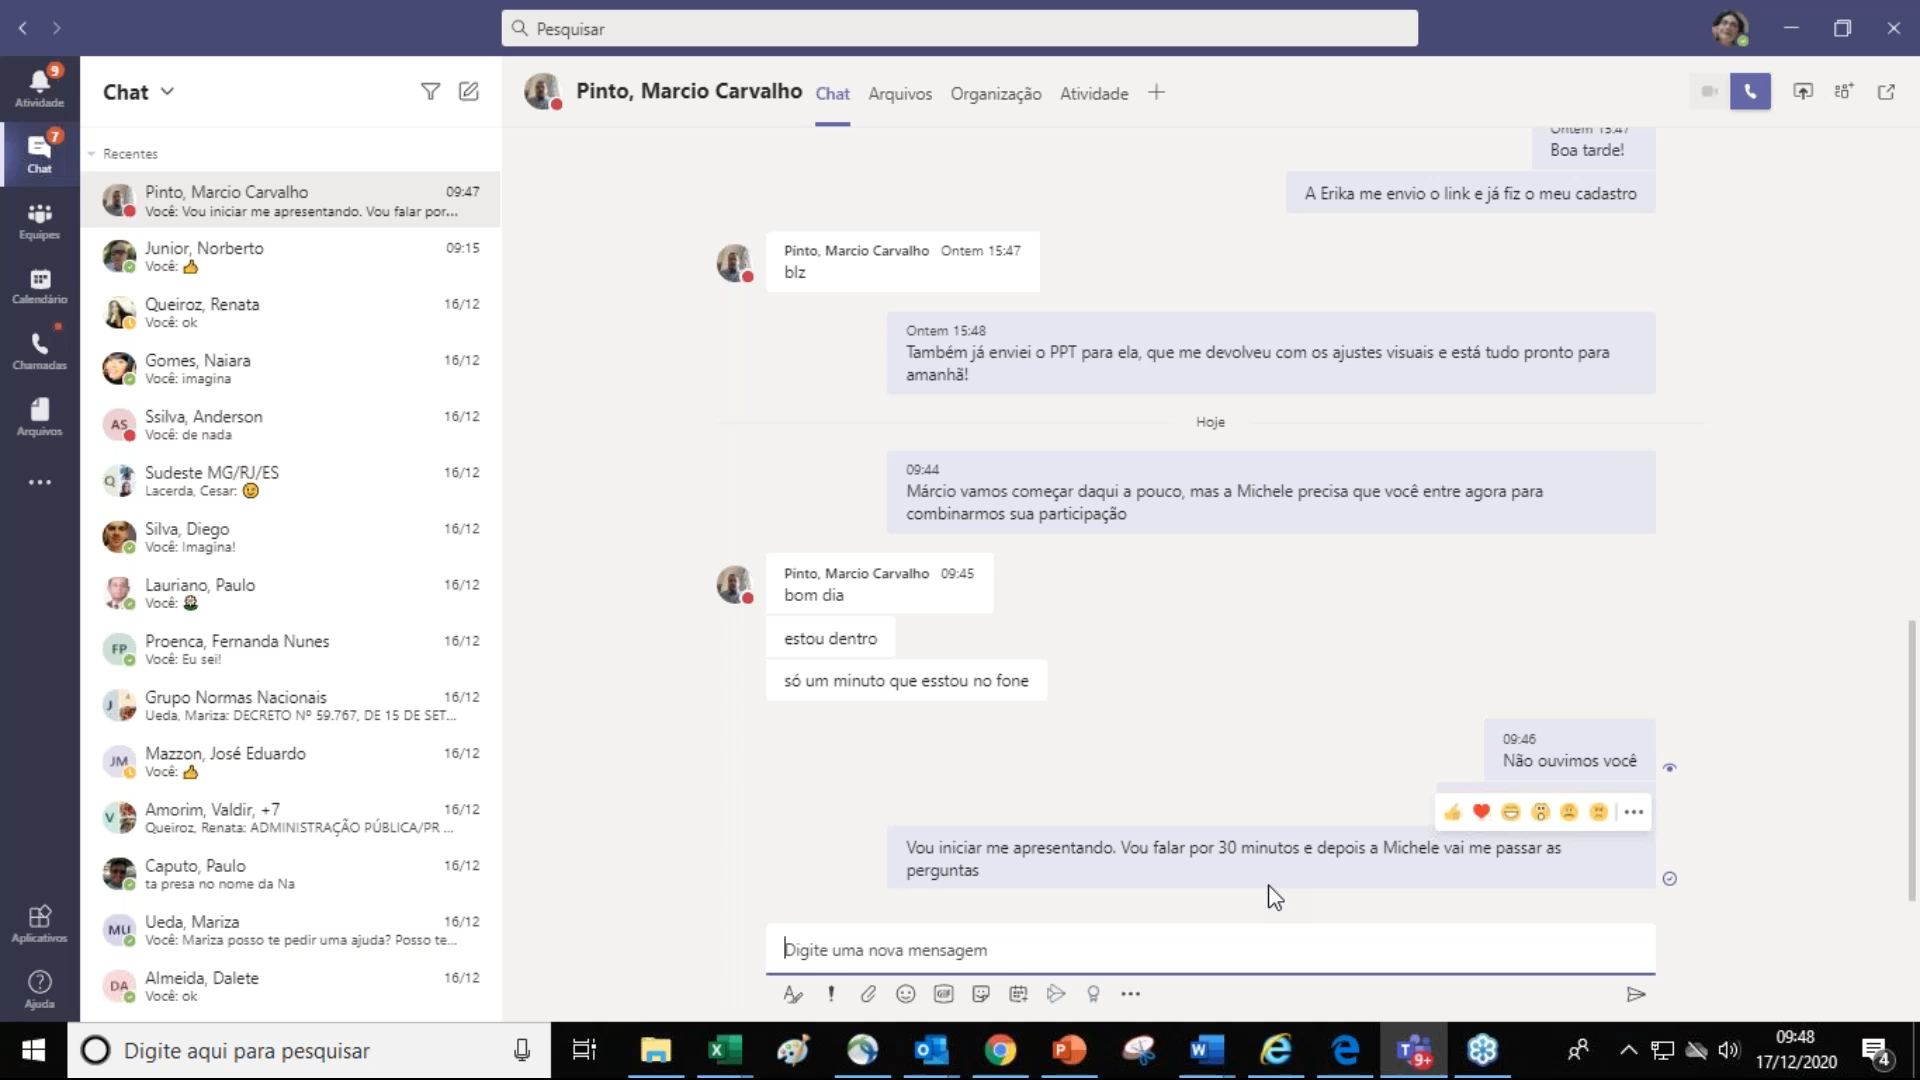 Pesquisar
9
Atividade
7
Chat
Equipes
Calendário
Chamadas
Arquivos
Aplicativos
Ajuda
Chat
Recentes
Pinto, Marcio Carvalho 09:47
Você: Vou iniciar me apresentando. Vou falar por...
Junior, Norberto 09:15
Você: 👍
Queiroz, Renata 16/12
Você: ok
Gomes, Naiara 16/12
Você: imagina
AS
Ssilva, Anderson 16/12
Você: de nada
Q
Sudeste MG/RJ/ES 16/12
Lacerda, Cesar: 😉
Silva, Diego 16/12
Você: Imagina!
Lauriano, Paulo 16/12
Você:
FP
Proenca, Fernanda Nunes 16/12
Você: Eu sei!
J
Grupo Normas Nacionais 16/12
Ueda, Mariza: DECRETO Nº 59.767, DE 15 DE SET...
JM
Mazzon, José Eduardo 16/12
Você: 👍
V
Amorim, Valdir, +7 16/12
Queiroz, Renata: ADMINISTRAÇÃO PÚBLICA/PR ...
Caputo, Paulo 16/12
ta presa no nome da Na
MU
Ueda, Mariza 16/12
Você: Mariza posso te pedir uma ajuda? Posso te...
DA
Almeida, Dalete 16/12
Você: ok
Pinto, Marcio Carvalho Chat Arquivos Organização Atividade
Ontem 15:47
Boa tarde!
A Erika me envio o link e já fiz o meu cadastro
Pinto, Marcio Carvalho Ontem 15:47
blz
Ontem 15:48
Também já enviei o PPT para ela, que me devolveu com os ajustes visuais e está tudo pronto para
amanhã!
Hoje
09:44
Márcio vamos começar daqui a pouco, mas a Michele precisa que você entre agora para
combinarmos sua participação
Pinto, Marcio Carvalho 09:45
bom dia
estou dentro
só um minuto que esstou no fone
09:46
Não ouvimos você
Vou iniciar me apresentando. Vou falar por 30 minutos e depois a Michele vai me passar as
perguntas
Digite uma nova mensagem
GIF
Digite aqui para pesquisar
9+
09:48
17/12/2020
4